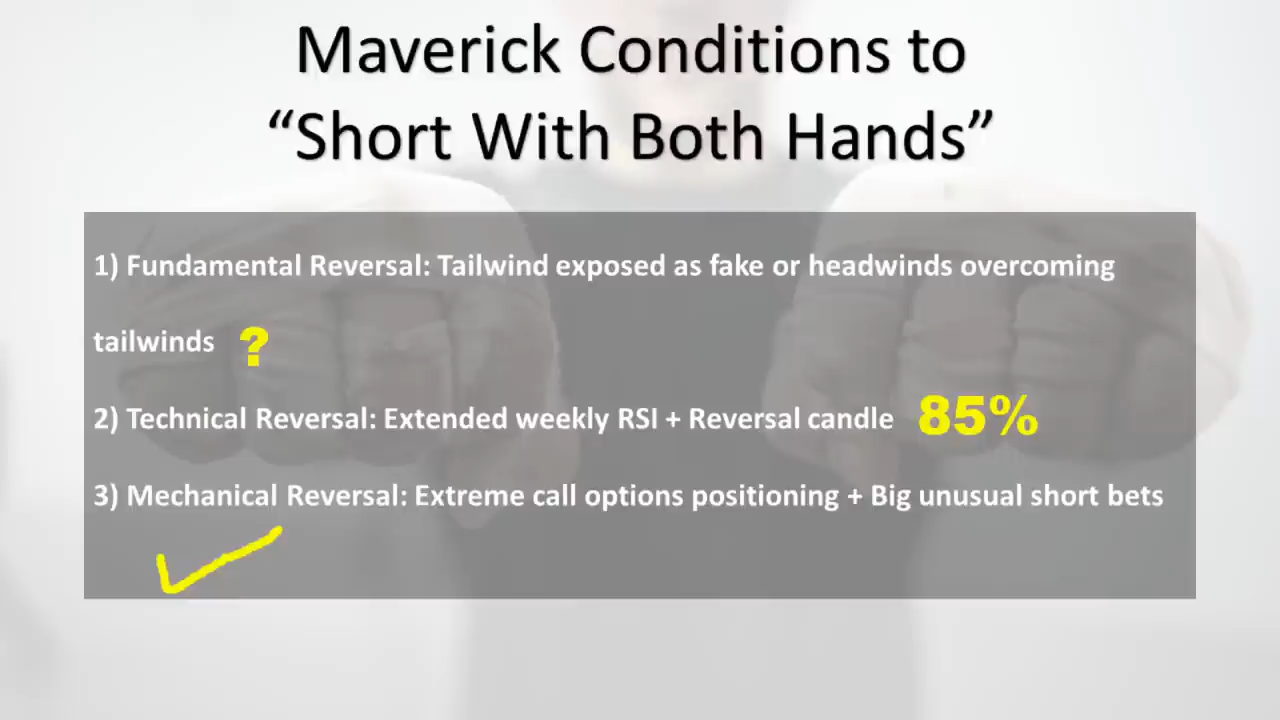 Maverick Conditions to
“Short With Both Hands”
1) Fundamental Reversal: Tailwind exposed as fake or headwinds overcoming
tailwinds ?
2) Technical Reversal: Extended weekly RSI + Reversal candle 85%
3) Mechanical Reversal: Extreme call options positioning + Big unusual short bets